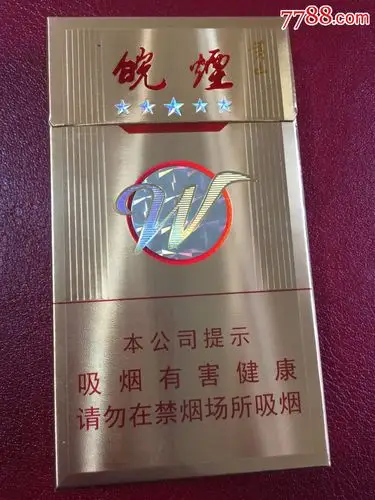 7788.com
皖煙
W
本公司提示
吸烟有害健康
请勿在禁烟场所吸烟